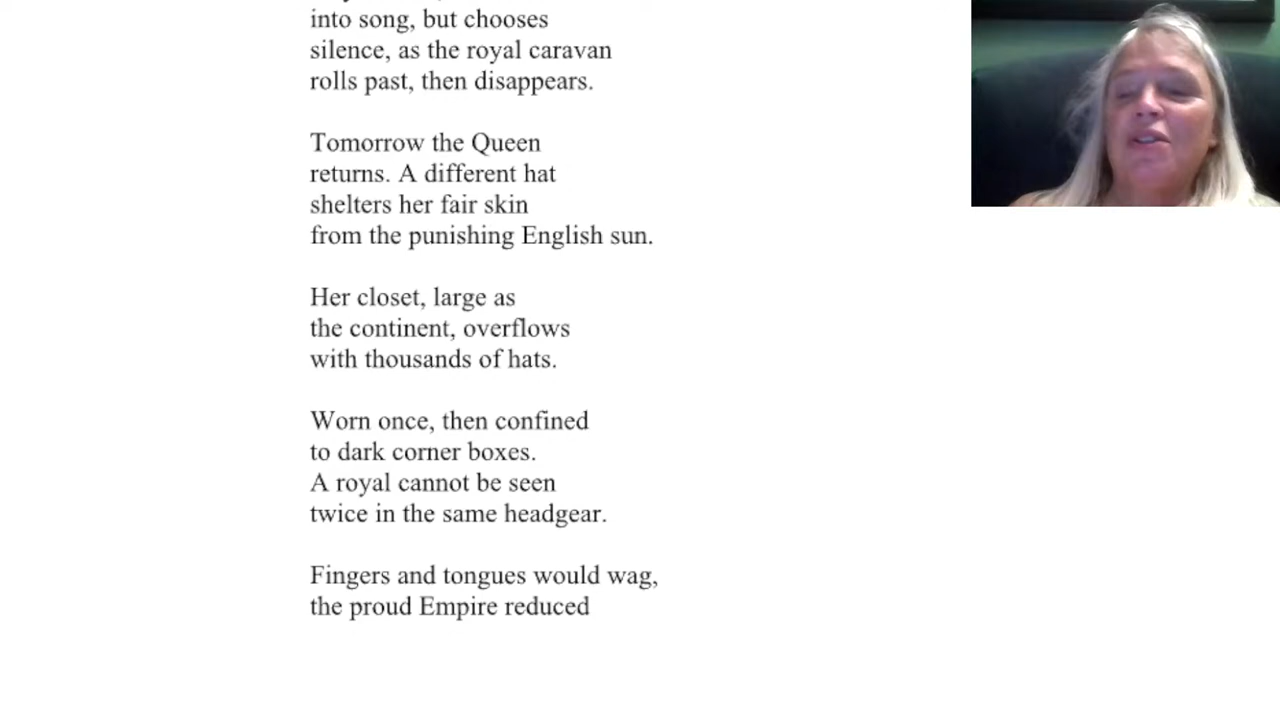 into song, but chooses
silence, as the royal caravan
rolls past, then disappears.
Tomorrow the Queen
returns. A different hat
shelters her fair skin
from the punishing English sun.
Her closet, large as
the continent, overflows
with thousands of hats.
Worn once, then confined
to dark corner boxes.
A royal cannot be seen
twice in the same headgear.
Fingers and tongues would wag,
the proud Empire reduced